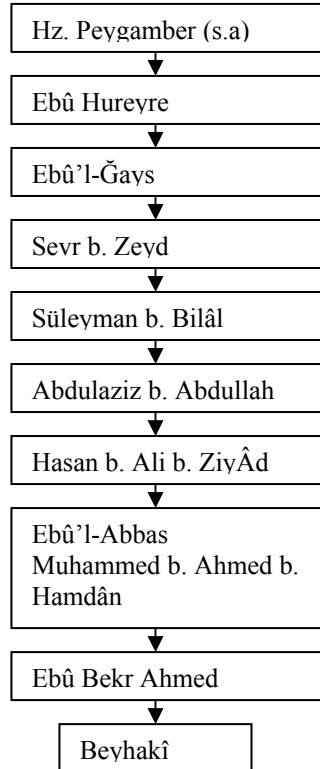 Hz. Peygamber (s.a)
Ebû Hureyre
Ebû’l-Ğays
Sevr b. Zeyd
Süleyman b. Bilâl
Abdulaziz b. Abdullah
Hasan b. Ali b. ZiyÂd
Ebû’l-Abbas
Muhammed b. Ahmed b.
Hamdân
Ebû Bekr Ahmed
Beyhakî